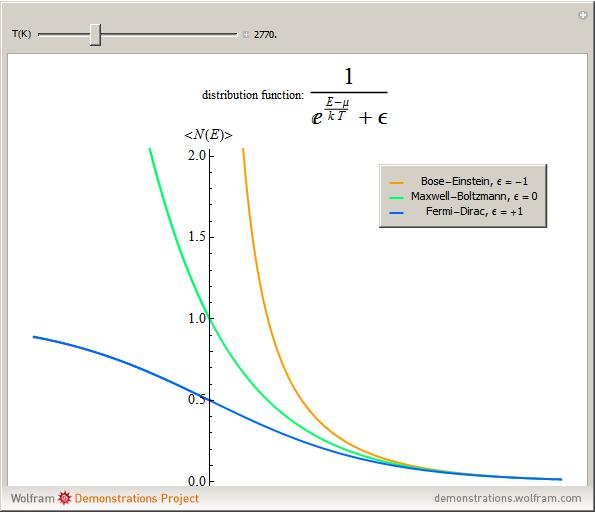 T(K) 2770.
distribution function: 1 / e^((E−μ)/(k T)) + ϵ
<N(E)>
2.0
1.5
1.0
0.5
0.0
Bose−Einstein, ϵ = −1
Maxwell−Boltzmann, ϵ = 0
Fermi−Dirac, ϵ = +1
Wolfram Demonstrations Project
demonstrations.wolfram.com